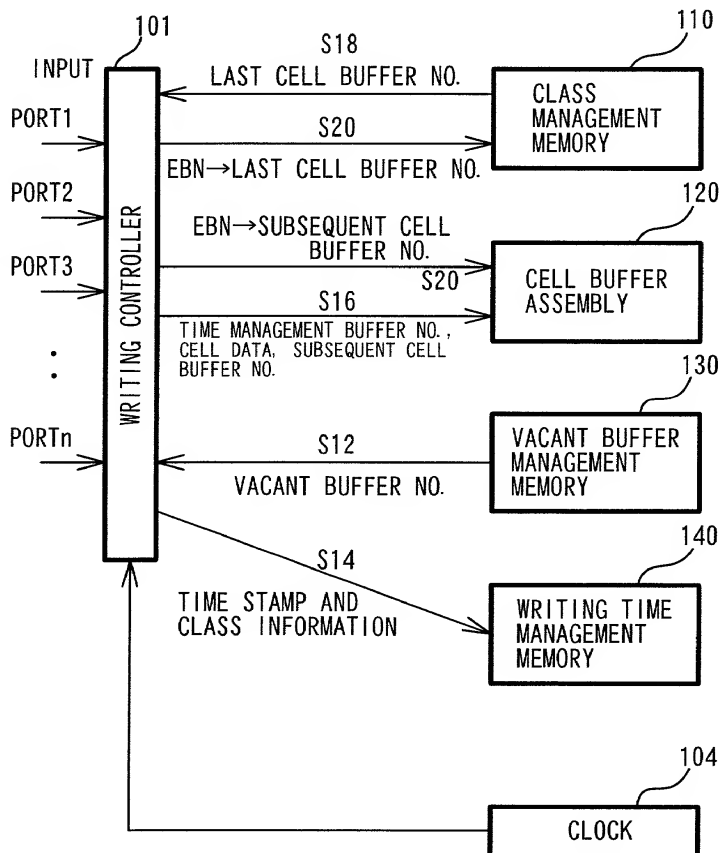 101
110
INPUT
S18
LAST CELL BUFFER NO.
CLASS
MANAGEMENT
MEMORY
PORT1
S20
EBN→LAST CELL BUFFER NO.
PORT2
120
EBN→SUBSEQUENT CELL
BUFFER NO.
S20
CELL BUFFER
ASSEMBLY
PORT3
WRITING CONTROLLER
S16
TIME MANAGEMENT BUFFER NO.,
CELL DATA, SUBSEQUENT CELL
BUFFER NO.
130
PORTn
S12
VACANT BUFFER NO.
VACANT BUFFER
MANAGEMENT
MEMORY
140
S14
TIME STAMP AND
CLASS INFORMATION
WRITING TIME
MANAGEMENT
MEMORY
104
CLOCK